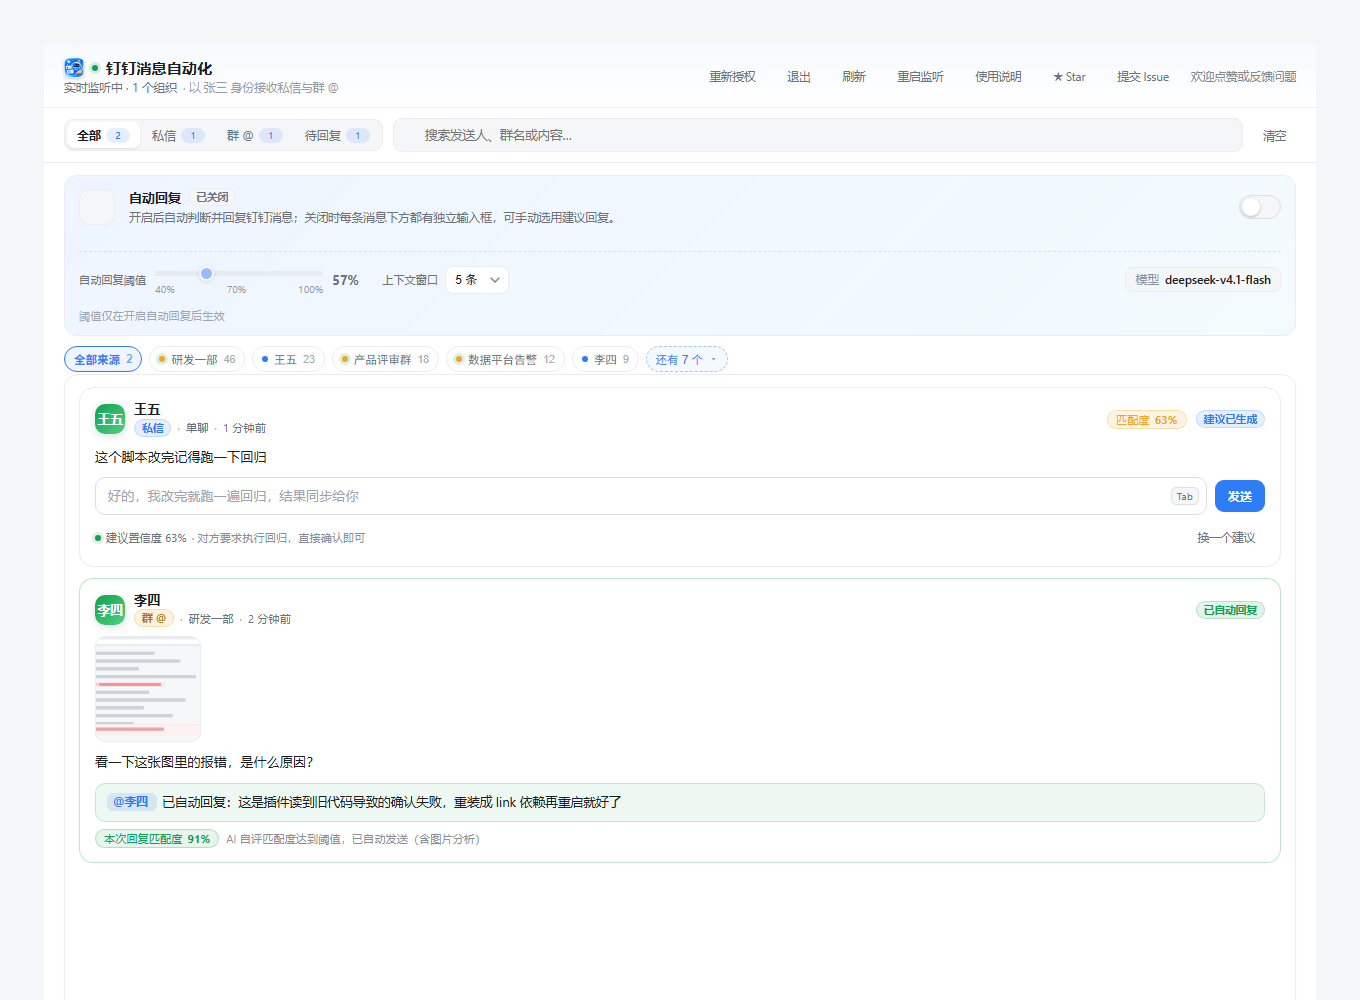 钉钉消息自动化
实时监听中 · 1 个组织 · 以 张三 身份接收私信与群 @
重新授权 退出 刷新 重启监听 使用说明 ★ Star 提交 Issue 欢迎点赞或反馈问题
全部 2 私信 1 群 @ 1 待回复 1 搜索发送人、群名或内容... 清空
自动回复 已关闭
开启后自动判断并回复钉钉消息；关闭时每条消息下方都有独立输入框，可手动选用建议回复。
自动回复阈值 40% 70% 100% 57% 上下文窗口 5 条 模型 deepseek-v4.1-flash
阈值仅在开启自动回复后生效
全部来源 2 研发一部 46 王五 23 产品评审群 18 数据平台告警 12 李四 9 还有 7 个
王五 王五
私信 · 单聊 · 1 分钟前 匹配度 63% 建议已生成
这个脚本改完记得跑一下回归
好的，我改完就跑一遍回归，结果同步给你 Tab 发送
建议置信度 63% · 对方要求执行回归，直接确认即可 换一个建议
李四 李四
群 @ · 研发一部 · 2 分钟前 已自动回复
看一下这张图里的报错，是什么原因？
@李四 已自动回复：这是插件读到旧代码导致的确认失败，重装成 link 依赖再重启就好了
本次回复匹配度 91% AI 自评匹配度达到阈值，已自动发送（含图片分析）